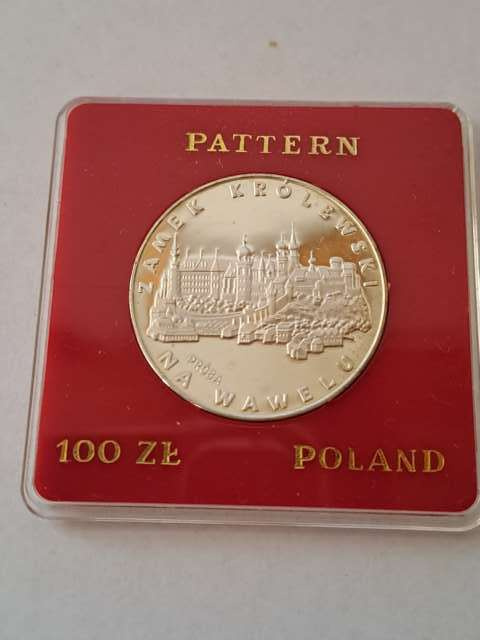 PATTERN
ZAMEK KRÓLEWSKI
NA WAWELU
PRÓBA
100 ZŁ
POLAND